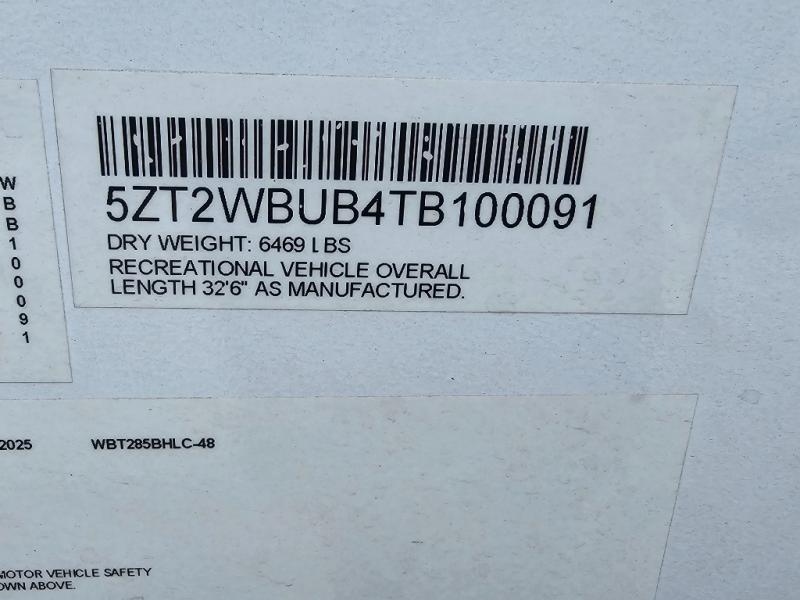 5ZT2WBUB4TB100091
DRY WEIGHT: 6469 LBS
RECREATIONAL VEHICLE OVERALL
LENGTH 32'6" AS MANUFACTURED.
W
B
B
1
0
0
0
9
1
2025 WBT285BHLC-48
MOTOR VEHICLE SAFETY
OWN ABOVE.